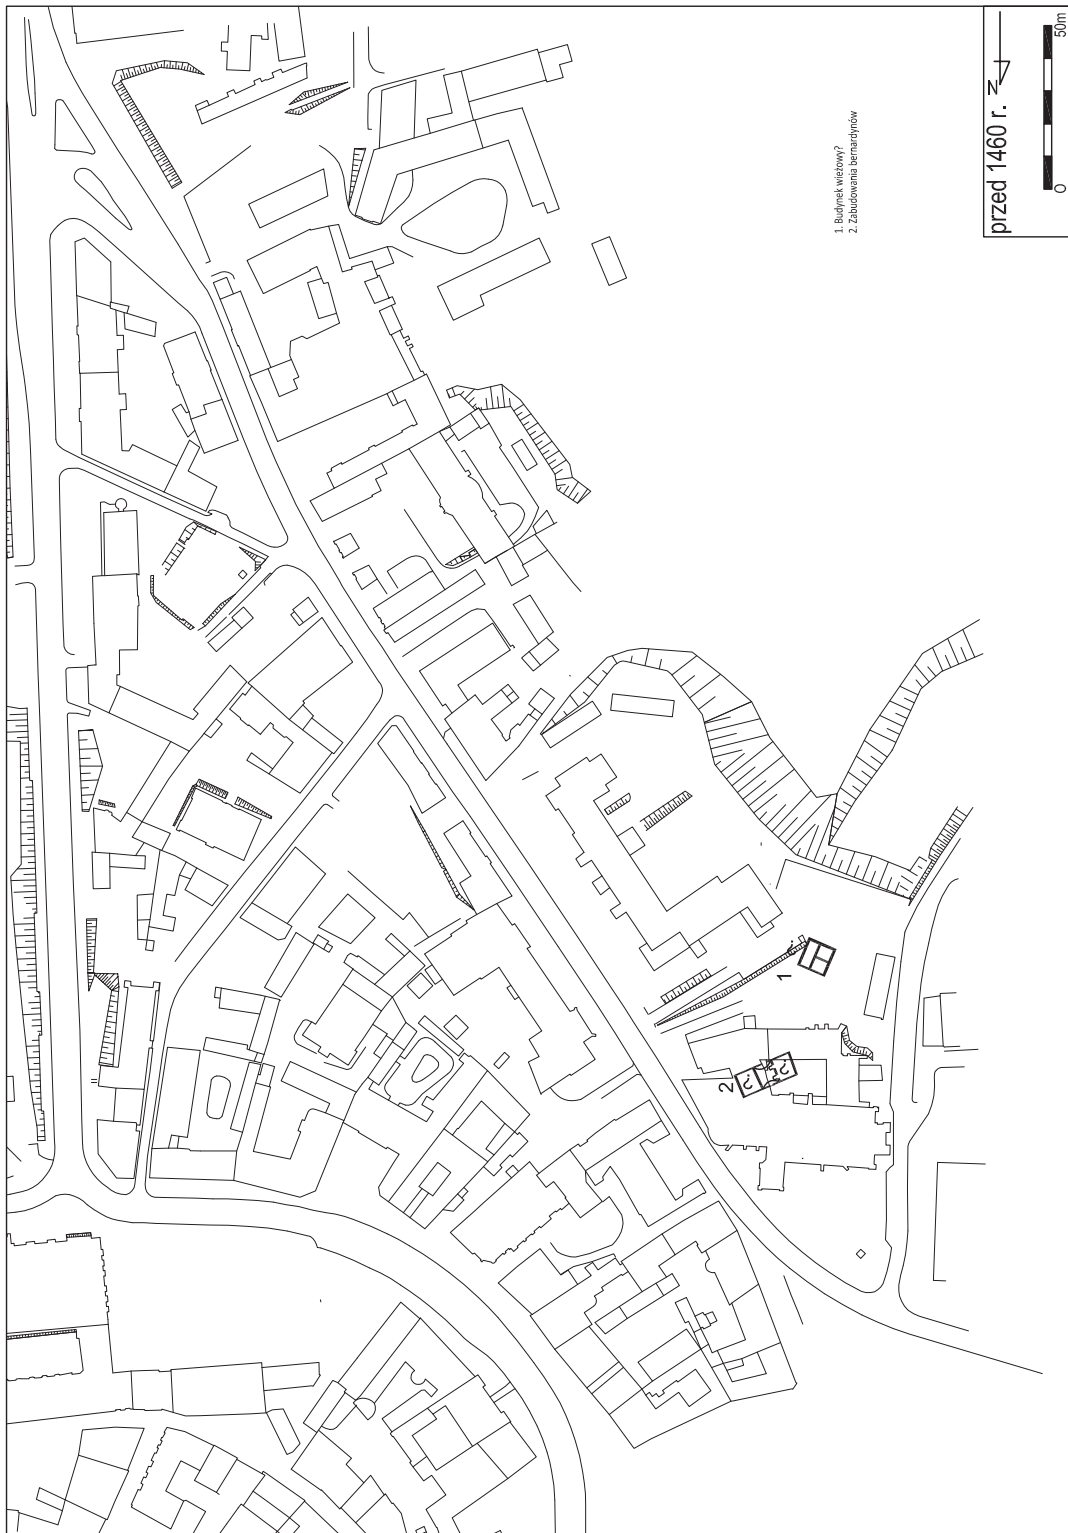 1. Budynek wieżowy?
2. Zabudowania bernardynów
przed 1460 r.
N
0
50m
1
?
2
?
?